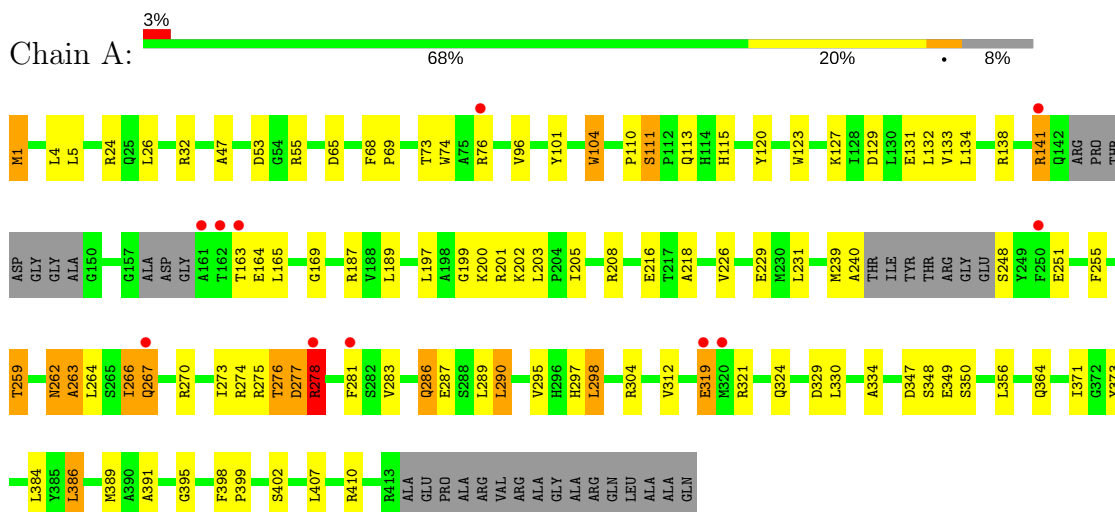 3%
Chain A:
68% 20% • 8%
M1 L4 L5 R24 Q25 L26 R32 A47 D53 G54 R55 D65 F68 P69 T73 W74 A75 R76 V96 Y101 W104 P110 S111 P112 Q113 H114 H115 Y120 W123 K127 I128 D129 L130 E131 L132 V133 L134 R138 R141 Q142 ARG PRO THR
ASP GLY GLY ALA G150 G157 ALA ASP GLY A161 T162 T163 E164 L165 G169 R187 V188 L189 L197 A198 G199 K200 R201 K202 L203 P204 I205 R208 E216 T217 A218 V226 E229 M230 L231 M239 A240 THR ILE TYR THR ARG GLY GLU S248 Y249 F250 E251 F255
T259 N262 A263 L264 S265 I266 Q267 R270 I273 R274 R275 T276 D277 R278 F281 S282 V283 Q286 E287 S288 L289 L290 V295 H296 H297 L298 R304 V312 E319 M320 R321 Q324 D329 L330 A334 D347 S348 E349 S350 L356 Q364 I371 G372 Y373
L384 Y385 L386 M389 A390 A391 G395 F398 P399 S402 L407 R410 R413 ALA GLU PRO ALA ARG VAL ARG ALA GLY ALA ARG GLN LEU ALA ALA GLN